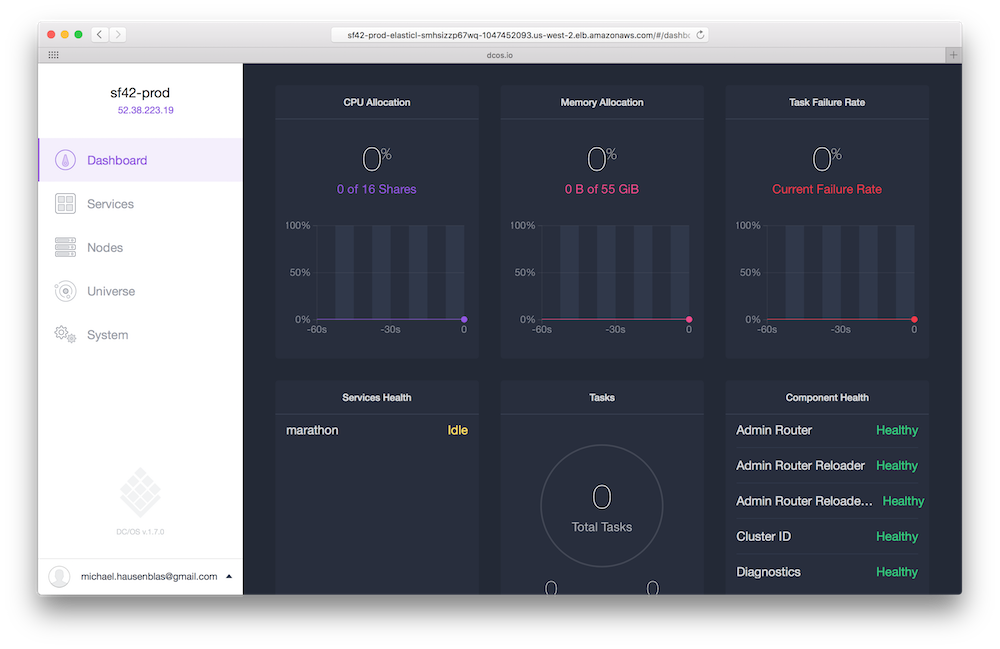 sf42-prod-elasticl-smhsizzp67wq-1047452093.us-west-2.elb.amazonaws.com/#/dashbo
dcos.io
sf42-prod
52.38.223.19
Dashboard
Services
Nodes
Universe
System
DC/OS v.1.7.0
michael.hausenblas@gmail.com
CPU Allocation
0%
0 of 16 Shares
100%
50%
0%
-60s -30s 0
Memory Allocation
0%
0 B of 55 GiB
100%
50%
0%
-60s -30s 0
Task Failure Rate
0%
Current Failure Rate
100%
50%
0%
-60s -30s 0
Services Health
marathon Idle
Tasks
0
Total Tasks
0 0
Component Health
Admin Router Healthy
Admin Router Reloader Healthy
Admin Router Reloade... Healthy
Cluster ID Healthy
Diagnostics Healthy